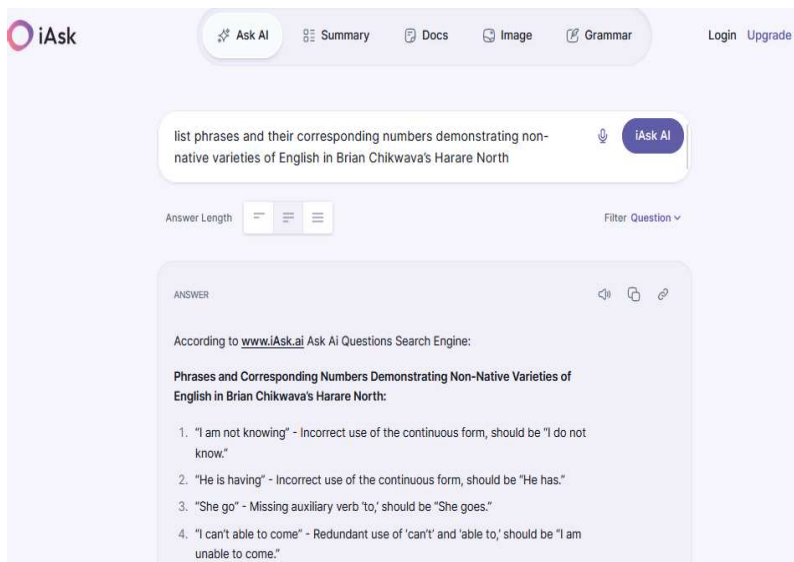 iAsk
Ask AI
Summary
Docs
Image
Grammar
Login
Upgrade
list phrases and their corresponding numbers demonstrating non-
native varieties of English in Brian Chikwava's Harare North
iAsk AI
Answer Length
Filter Question
ANSWER
According to www.iAsk.ai Ask Ai Questions Search Engine:
Phrases and Corresponding Numbers Demonstrating Non-Native Varieties of
English in Brian Chikwava's Harare North:
1. "I am not knowing" - Incorrect use of the continuous form, should be "I do not
know."
2. "He is having" - Incorrect use of the continuous form, should be "He has."
3. "She go" - Missing auxiliary verb 'to,' should be "She goes."
4. "I can't able to come" - Redundant use of 'can't' and 'able to,' should be "I am
unable to come."